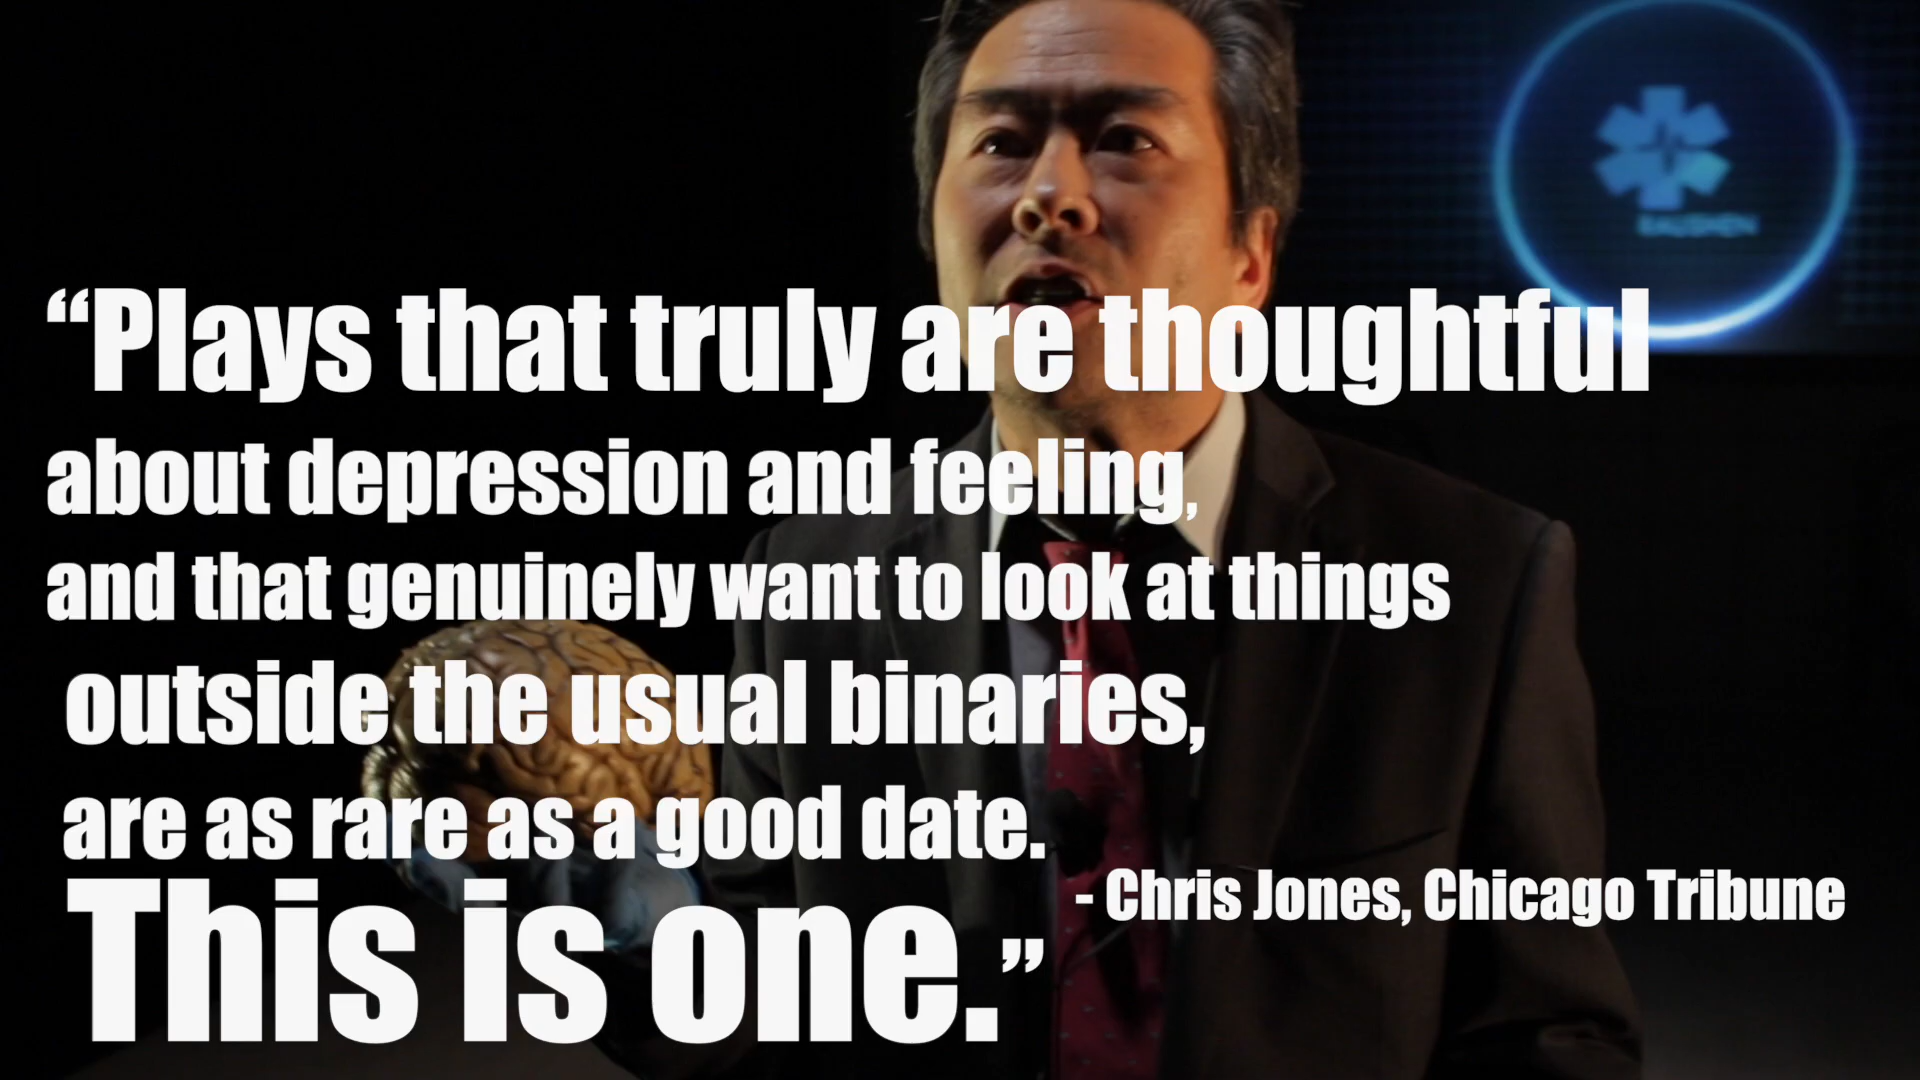 “Plays that truly are thoughtful
about depression and feeling,
and that genuinely want to look at things
outside the usual binaries,
are as rare as a good date.
This is one.”
- Chris Jones, Chicago Tribune
RAUSHEN